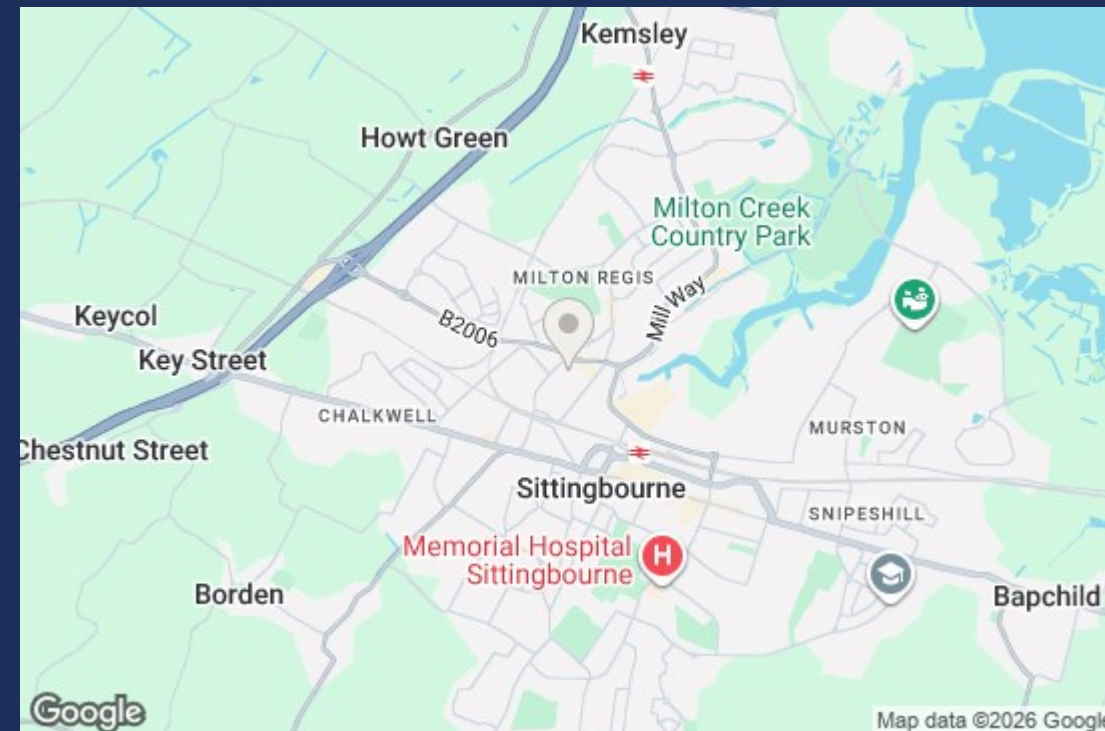 Kemsley
Howt Green
Milton Creek
Country Park
MILTON REGIS
Keycol
B2006
Mill Way
Key Street
CHALKWELL
MURSTON
Chestnut Street
Sittingbourne
SNIPESHILL
Memorial Hospital
Sittingbourne
H
Borden
Bapchild
Google
Map data ©2026 Google